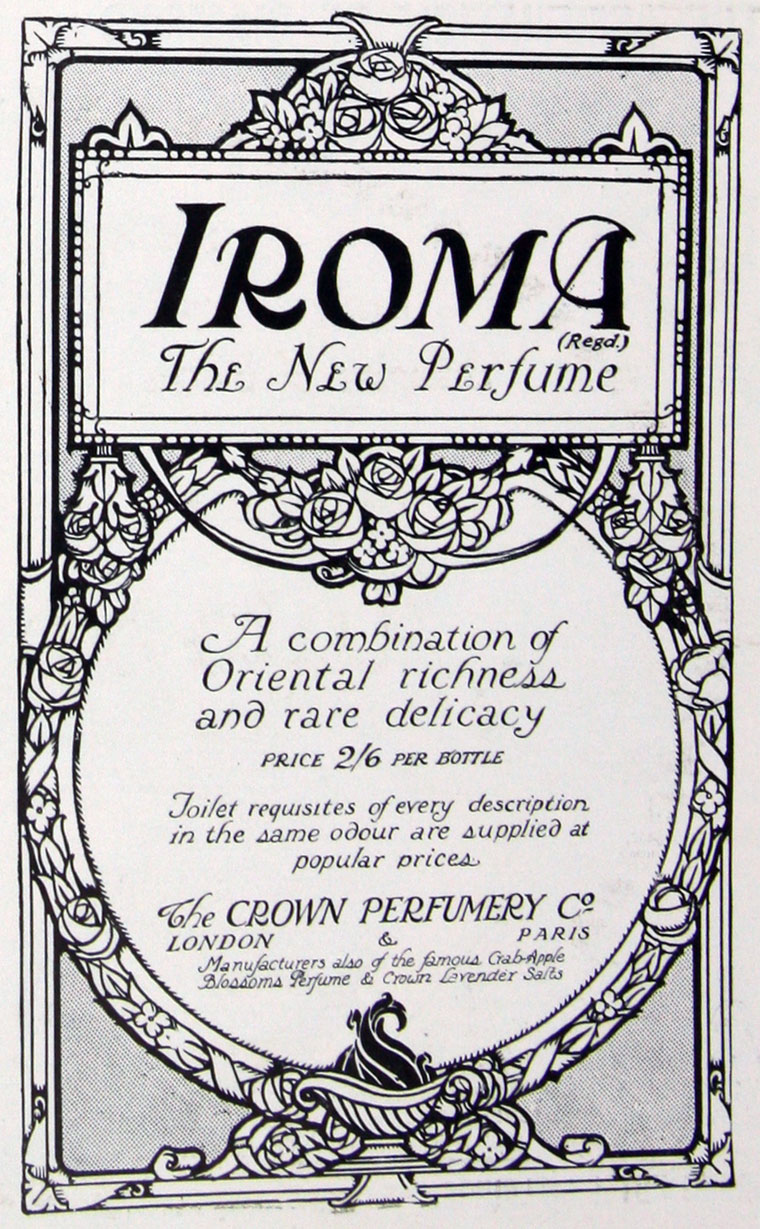 IROMA
(Regd.)
The New Perfume
A combination of
Oriental richness
and rare delicacy
PRICE 2/6 PER BOTTLE
Toilet requisites of every description
in the same odour are supplied at
popular prices
The CROWN PERFUMERY Co
LONDON & PARIS
Manufacturers also of the famous Crab-Apple
Blossoms Perfume & Crown Lavender Salts